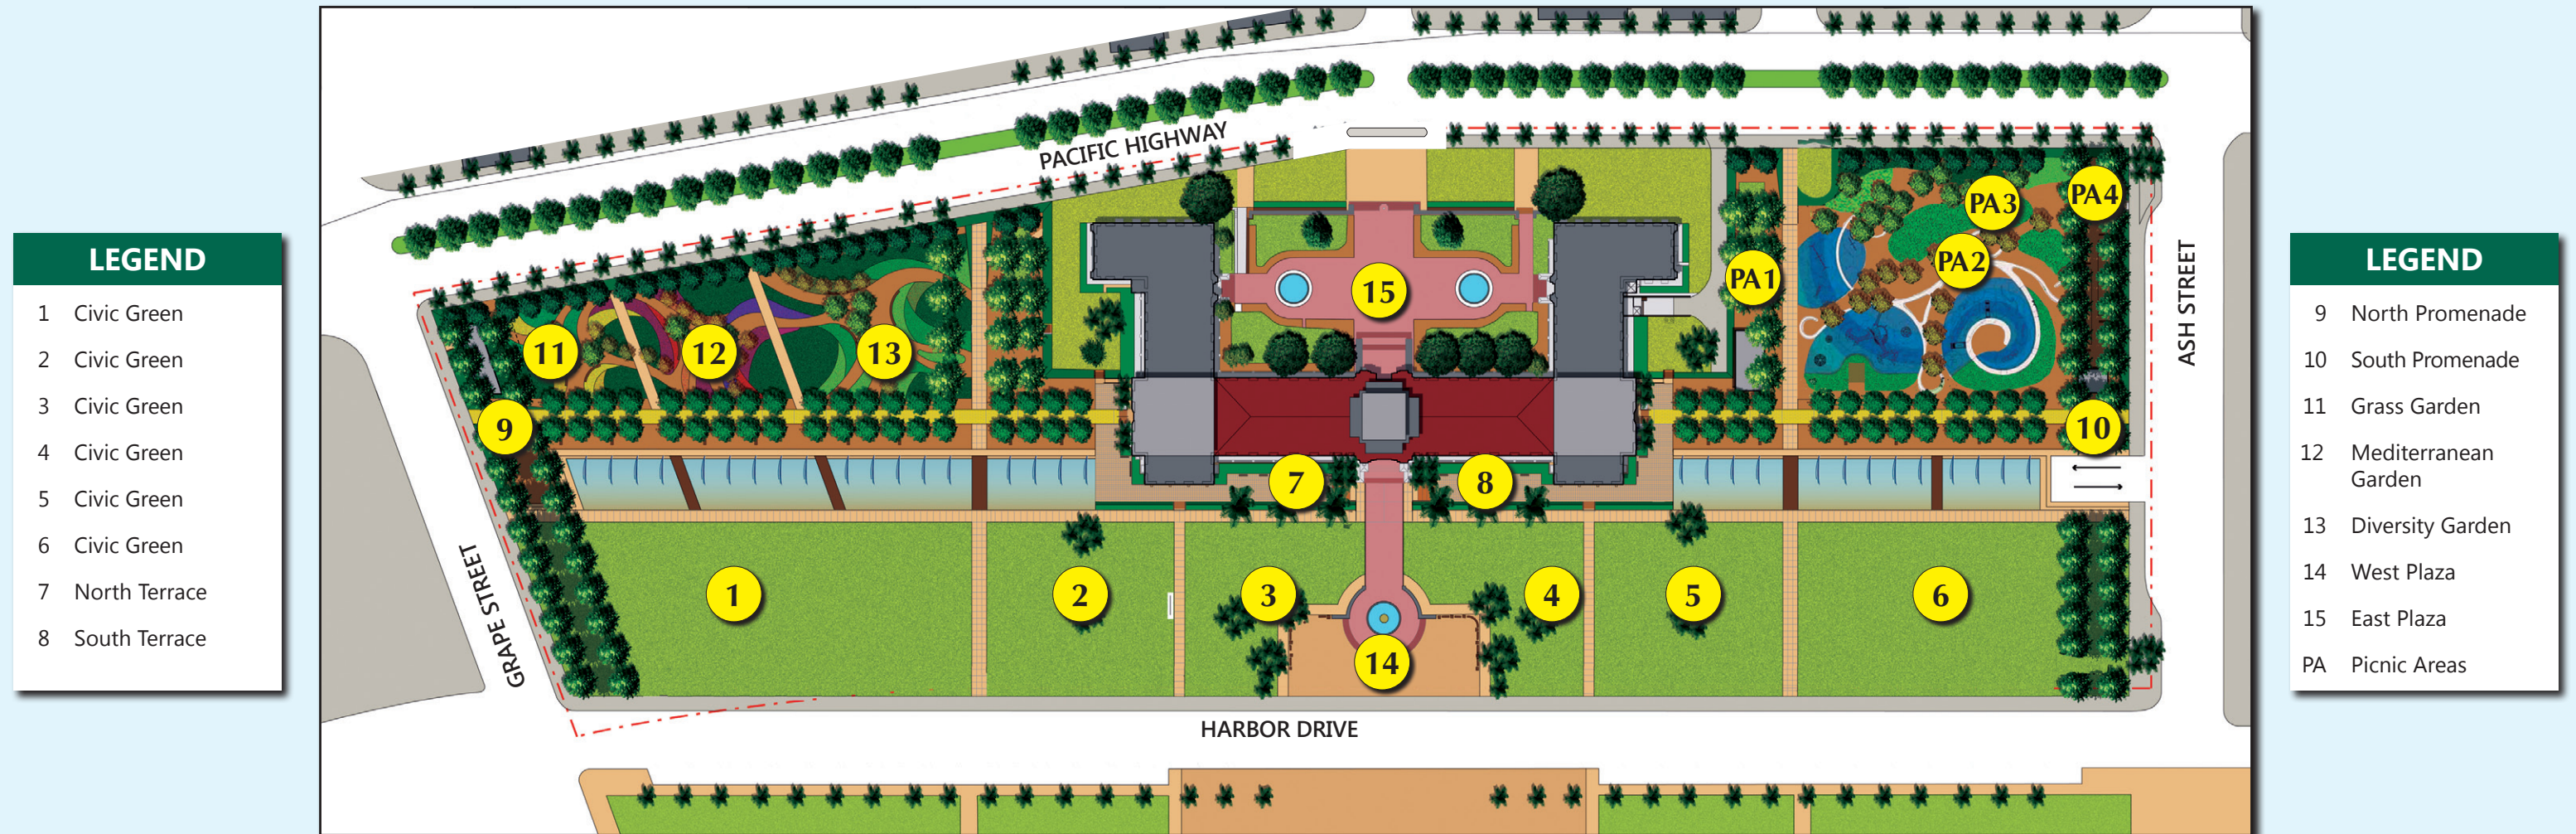 LEGEND
1 Civic Green
2 Civic Green
3 Civic Green
4 Civic Green
5 Civic Green
6 Civic Green
7 North Terrace
8 South Terrace
PACIFIC HIGHWAY
PA4
PA3
PA2
PA1
15
11
12
13
9
10
7
8
1
2
3
4
5
6
14
GRAPE STREET
ASH STREET
HARBOR DRIVE
LEGEND
9 North Promenade
10 South Promenade
11 Grass Garden
12 Mediterranean
Garden
13 Diversity Garden
14 West Plaza
15 East Plaza
PA Picnic Areas